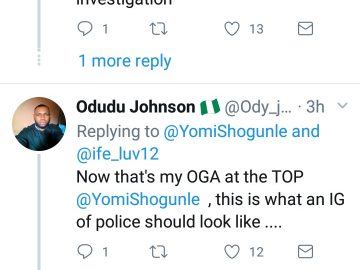 investigation
1 13
1 more reply
Odudu Johnson 🇳🇬 @Ody_j... · 3h
Replying to @YomiShogunle and
@ife_luv12
Now that's my OGA at the TOP
@YomiShogunle , this is what an IG
of police should look like ....
1 12